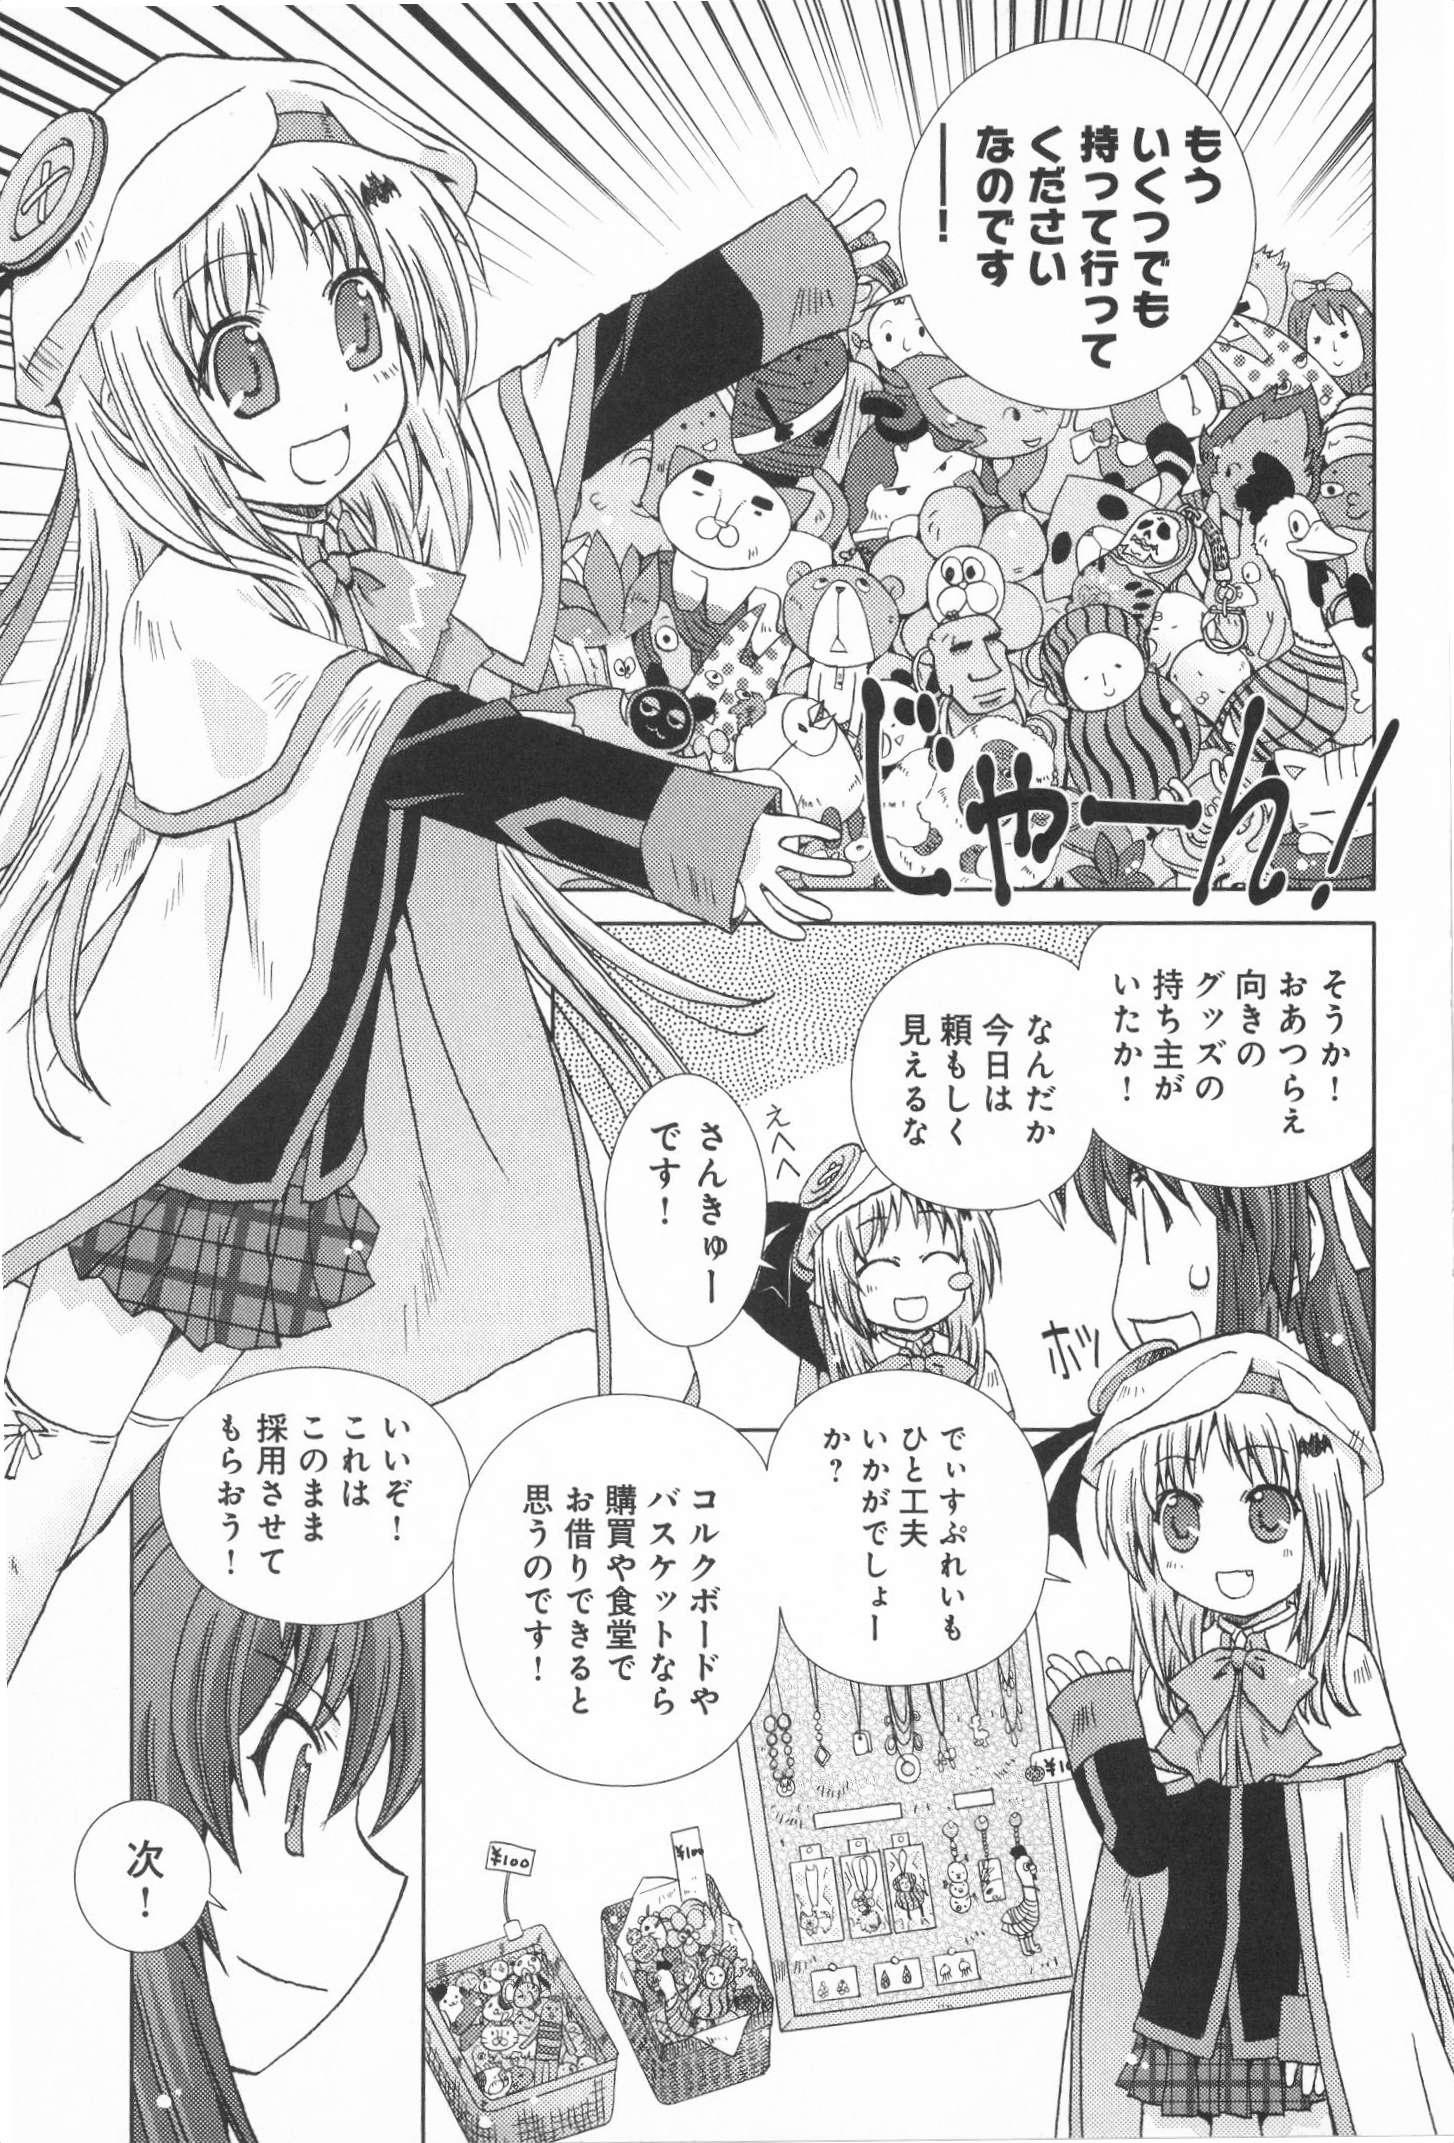 もう
いくつでも
持って行って
ください
なのです
――！
じゃーん！
そうか！
おあつらえ
向きの
グッズの
持ち主が
いたか！
なんだか
今日は
頼もしく
見えるな
えへへ
さんきゅー
です！
ホッ
でぃすぷれいも
ひと工夫
いかがでしょー
か？
コルクボードや
バスケットなら
購買や食堂で
お借りできると
思うのです！
¥10
¥100
¥100
いいぞ！
これは
このまま
採用させて
もらおう！
次！